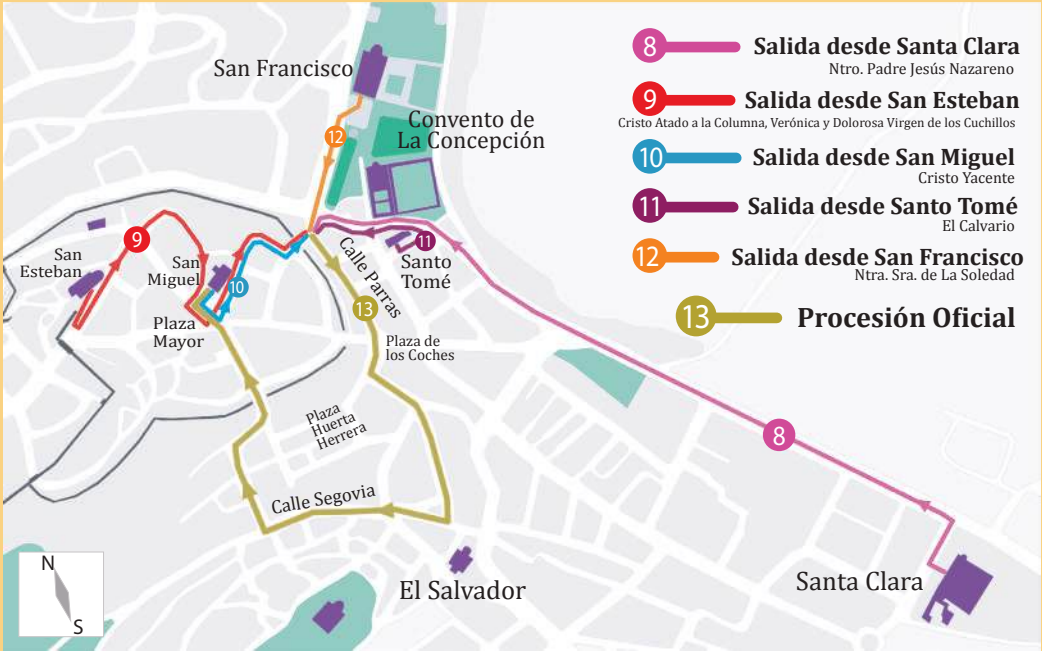 8 Salida desde Santa Clara
Ntro. Padre Jesús Nazareno
9 Salida desde San Esteban
Cristo Atado a la Columna, Verónica y Dolorosa Virgen de los Cuchillos
10 Salida desde San Miguel
Cristo Yacente
11 Salida desde Santo Tomé
El Calvario
12 Salida desde San Francisco
Ntra. Sra. de La Soledad
13 Procesión Oficial
San Francisco
12
Convento de
La Concepción
9
San
Esteban
San
Miguel
10
11
Santo
Tomé
Calle Parras
13
Plaza
Mayor
Plaza de
los Coches
Plaza
Huerta
Herrera
8
Calle Segovia
El Salvador
Santa Clara
N
S